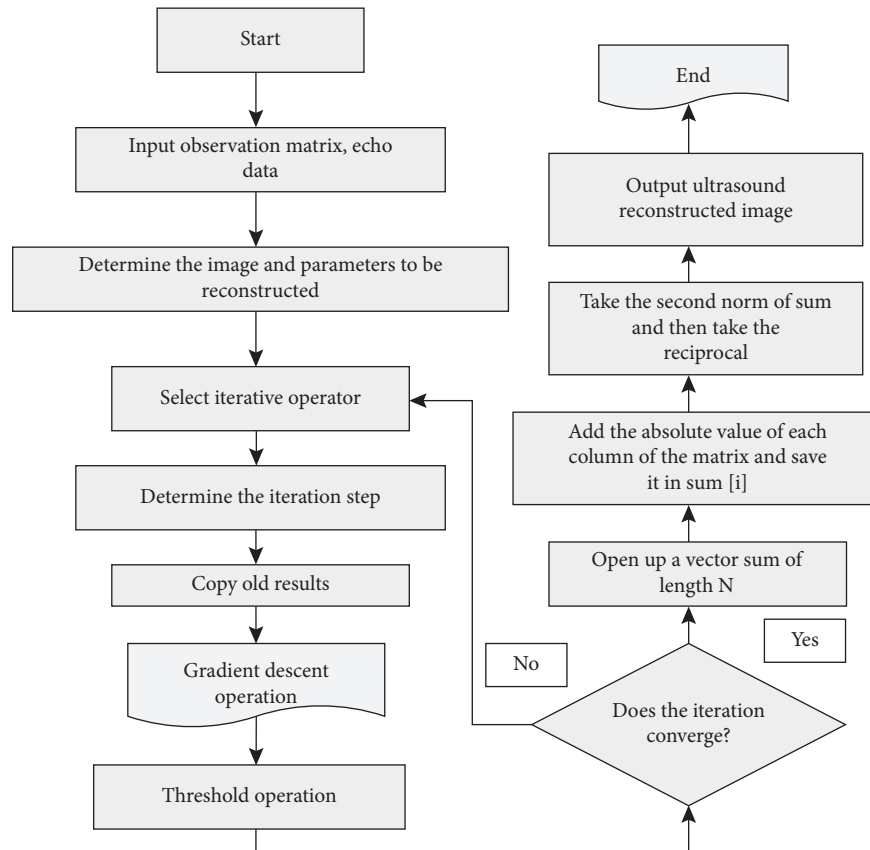 Start
Input observation matrix, echo
data
Determine the image and parameters to be
reconstructed
Select iterative operator
Determine the iteration step
Copy old results
Gradient descent
operation
Threshold operation
Does the iteration
converge?
No
Yes
Open up a vector sum of
length N
Add the absolute value of each
column of the matrix and save
it in sum [i]
Take the second norm of sum
and then take the
reciprocal
Output ultrasound
reconstructed image
End